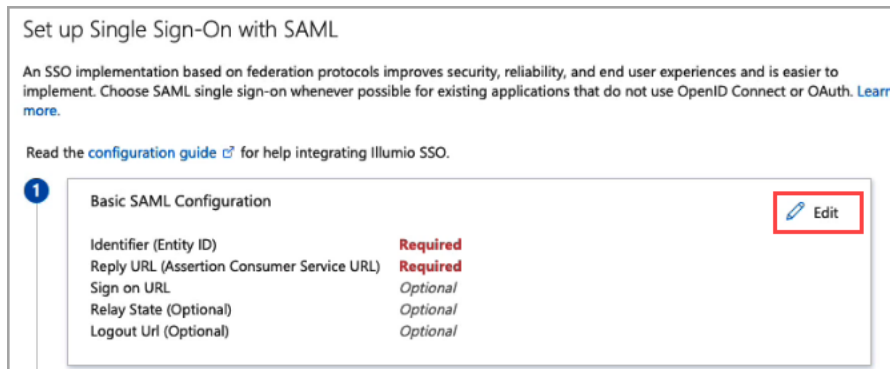 Set up Single Sign-On with SAML
An SSO implementation based on federation protocols improves security, reliability, and end user experiences and is easier to
implement. Choose SAML single sign-on whenever possible for existing applications that do not use OpenID Connect or OAuth. Learn
more.
Read the configuration guide for help integrating Illumio SSO.
1
Basic SAML Configuration
Edit
Identifier (Entity ID) Required
Reply URL (Assertion Consumer Service URL) Required
Sign on URL Optional
Relay State (Optional) Optional
Logout Url (Optional) Optional